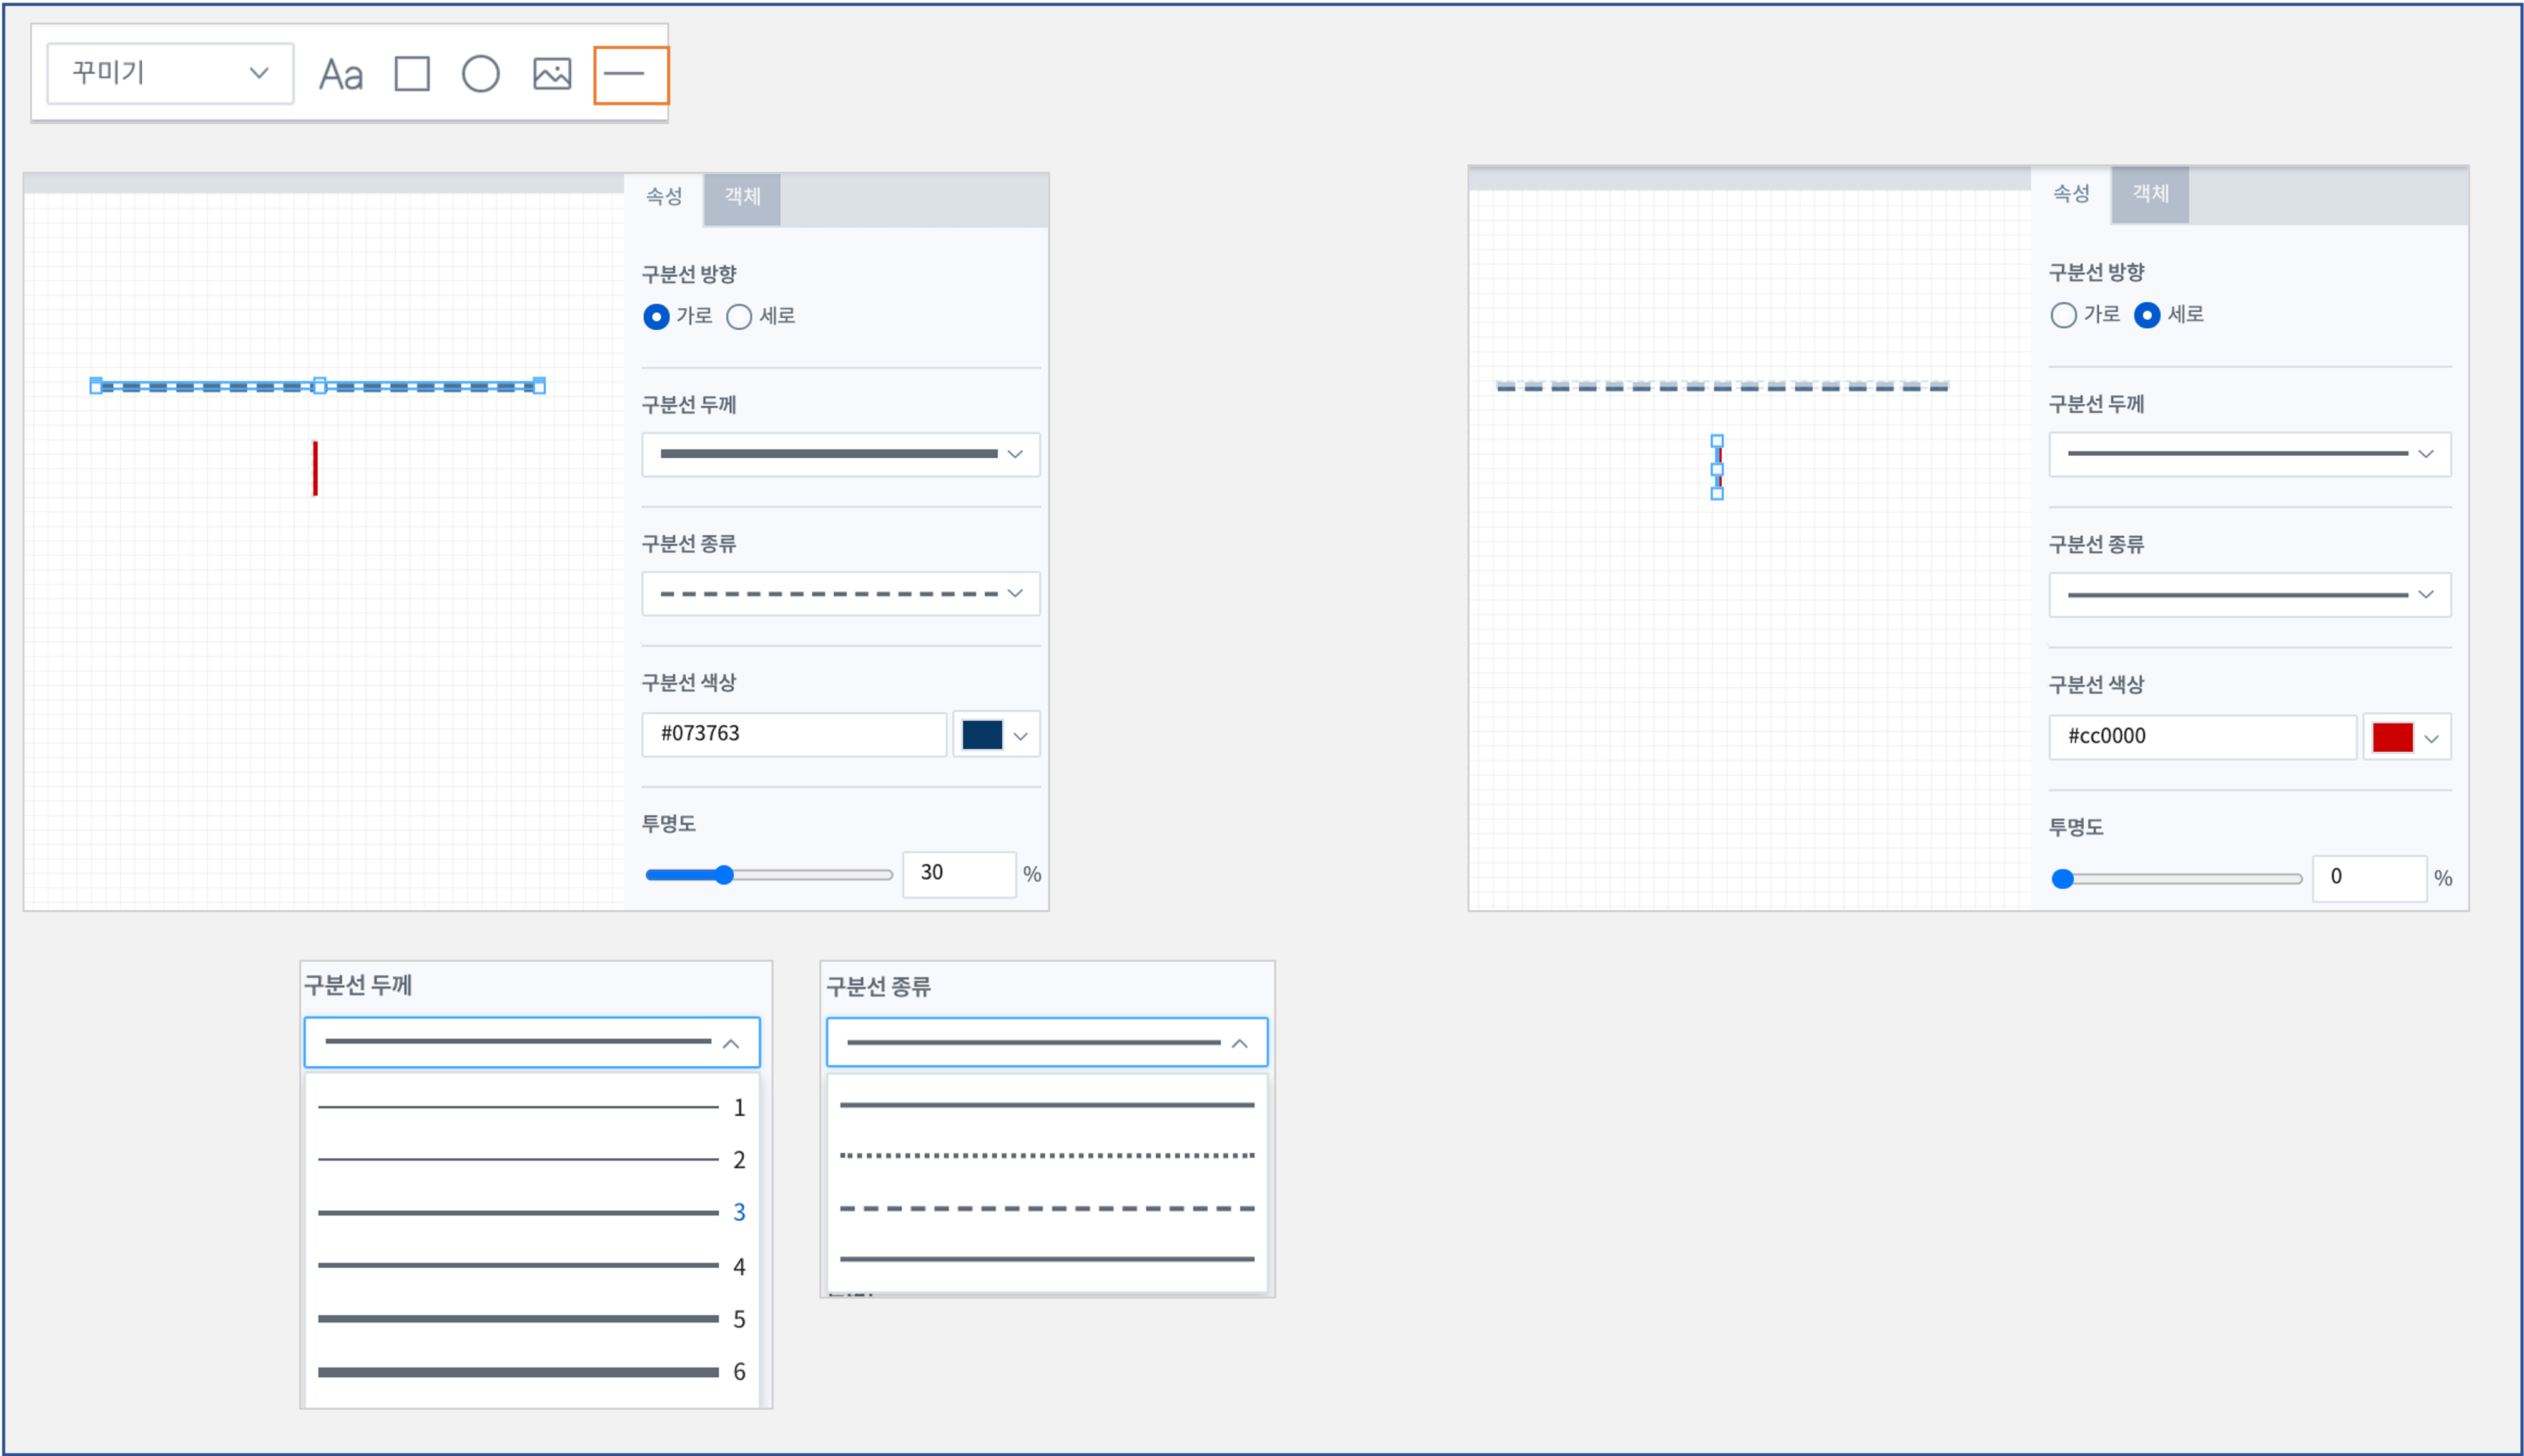 꾸미기
Aa
속성 객체
구분선 방향
가로 세로
구분선 두께
구분선 종류
구분선 색상
#073763
투명도
30 %
속성 객체
구분선 방향
가로 세로
구분선 두께
구분선 종류
구분선 색상
#cc0000
투명도
0 %
구분선 두께
1
2
3
4
5
6
구분선 종류